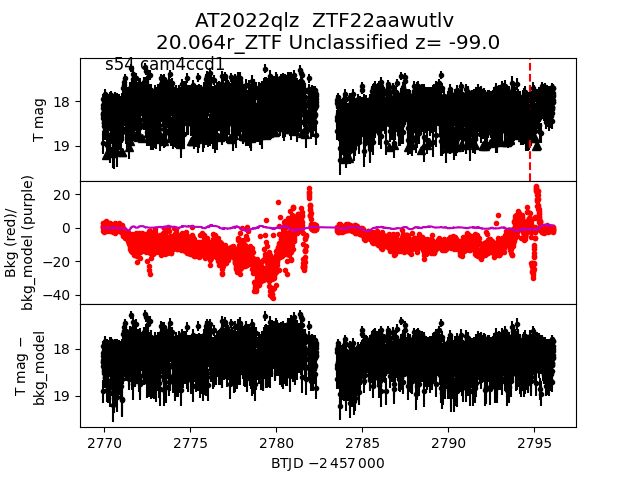 AT2022qlz  ZTF22aawutlv
20.064r_ZTF Unclassified z= -99.0
s54 cam4ccd1
T mag
18
19
Bkg (red)/
bkg_model (purple)
20
0
−20
−40
T mag −
bkg_model
18
19
2770 2775 2780 2785 2790 2795
BTJD −2 457 000